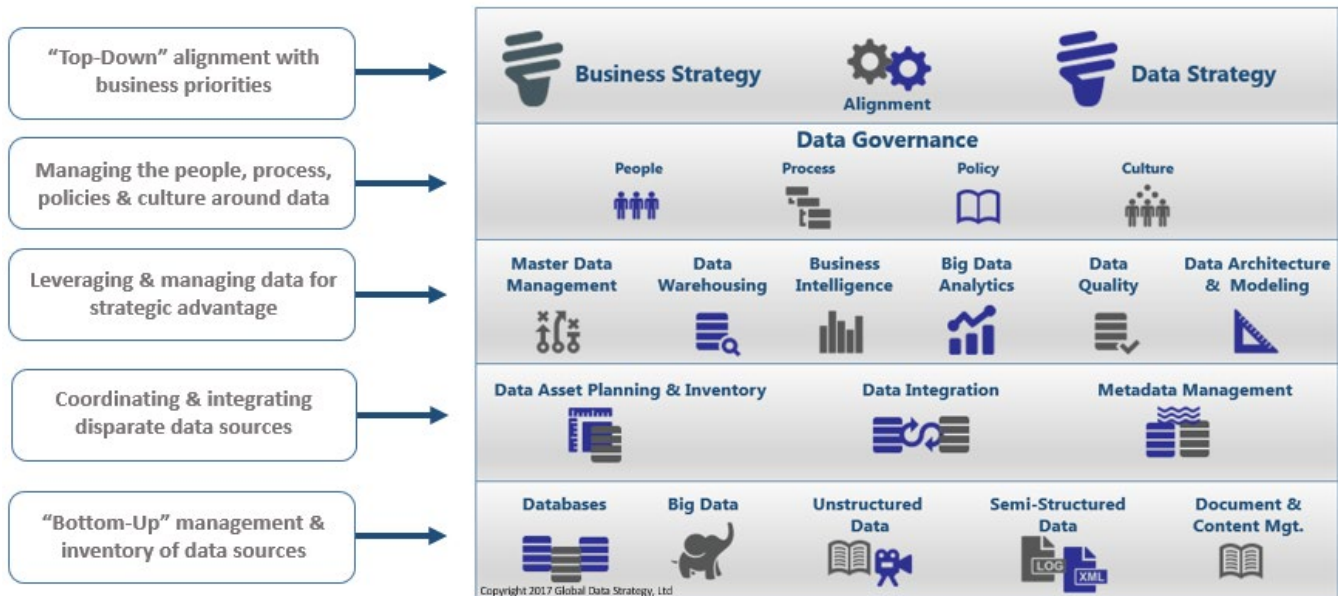 “Top-Down” alignment with
business priorities
Business Strategy
Alignment
Data Strategy
Managing the people, process,
policies & culture around data
Data Governance
People
Process
Policy
Culture
Leveraging & managing data for
strategic advantage
Master Data
Management
Data
Warehousing
Business
Intelligence
Big Data
Analytics
Data
Quality
Data Architecture
& Modeling
Coordinating & integrating
disparate data sources
Data Asset Planning & Inventory
Data Integration
Metadata Management
“Bottom-Up” management &
inventory of data sources
Databases
Big Data
Unstructured
Data
Semi-Structured
Data
LOG
XML
Document &
Content Mgt.
Copyright 2017 Global Data Strategy, Ltd